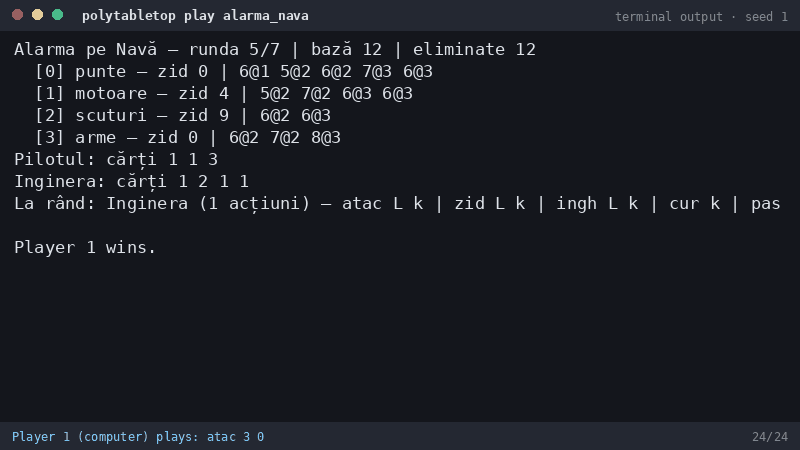 polytabletop play alarma_nava
terminal output · seed 1
Alarma pe Navă — runda 5/7 | bază 12 | eliminate 12
[0] punte — zid 0 | 6@1 5@2 6@2 7@3 6@3
[1] motoare — zid 4 | 5@2 7@2 6@3 6@3
[2] scuturi — zid 9 | 6@2 6@3
[3] arme — zid 0 | 6@2 7@2 8@3
Pilotul: cărți 1 1 3
Inginera: cărți 1 2 1 1
La rând: Inginera (1 acțiuni) — atac L k | zid L k | ingh L k | cur k | pas
Player 1 wins.
Player 1 (computer) plays: atac 3 0
24/24